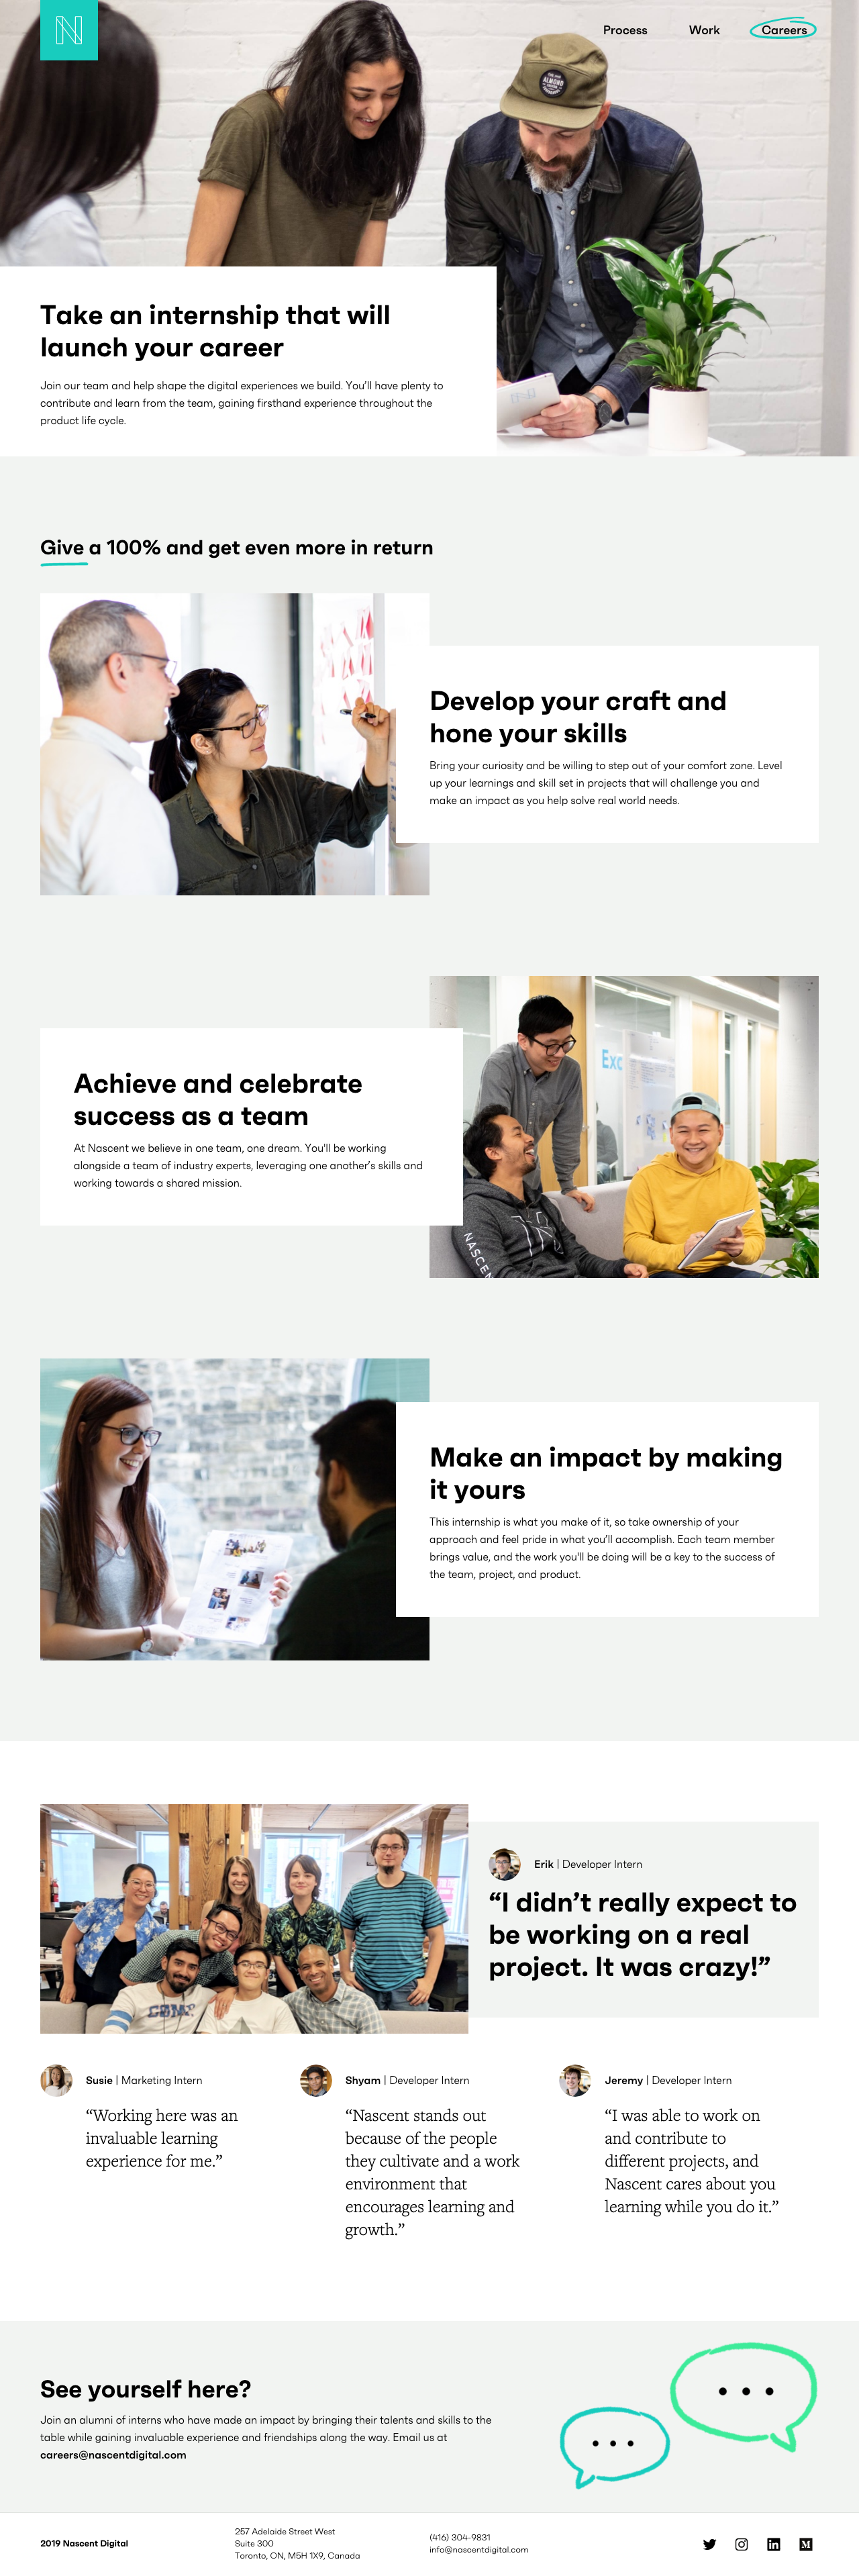 N
Process Work Careers
Take an internship that will
launch your career
Join our team and help shape the digital experiences we build. You’ll have plenty to
contribute and learn from the team, gaining firsthand experience throughout the
product life cycle.
Give a 100% and get even more in return
Develop your craft and
hone your skills
Bring your curiosity and be willing to step out of your comfort zone. Level
up your learnings and skill set in projects that will challenge you and
make an impact as you help solve real world needs.
Exc
Achieve and celebrate
success as a team
At Nascent we believe in one team, one dream. You'll be working
alongside a team of industry experts, leveraging one another’s skills and
working towards a shared mission.
NASCEN
Make an impact by making
it yours
This internship is what you make of it, so take ownership of your
approach and feel pride in what you’ll accomplish. Each team member
brings value, and the work you'll be doing will be a key to the success of
the team, project, and product.
Erik | Developer Intern
“I didn’t really expect to
be working on a real
project. It was crazy!”
Susie | Marketing Intern
“Working here was an
invaluable learning
experience for me.”
Shyam | Developer Intern
“Nascent stands out
because of the people
they cultivate and a work
environment that
encourages learning and
growth.”
Jeremy | Developer Intern
“I was able to work on
and contribute to
different projects, and
Nascent cares about you
learning while you do it.”
See yourself here?
Join an alumni of interns who have made an impact by bringing their talents and skills to the
table while gaining invaluable experience and friendships along the way. Email us at
careers@nascentdigital.com
2019 Nascent Digital
257 Adelaide Street West
Suite 300
Toronto, ON, M5H 1X9, Canada
(416) 304-9831
info@nascentdigital.com